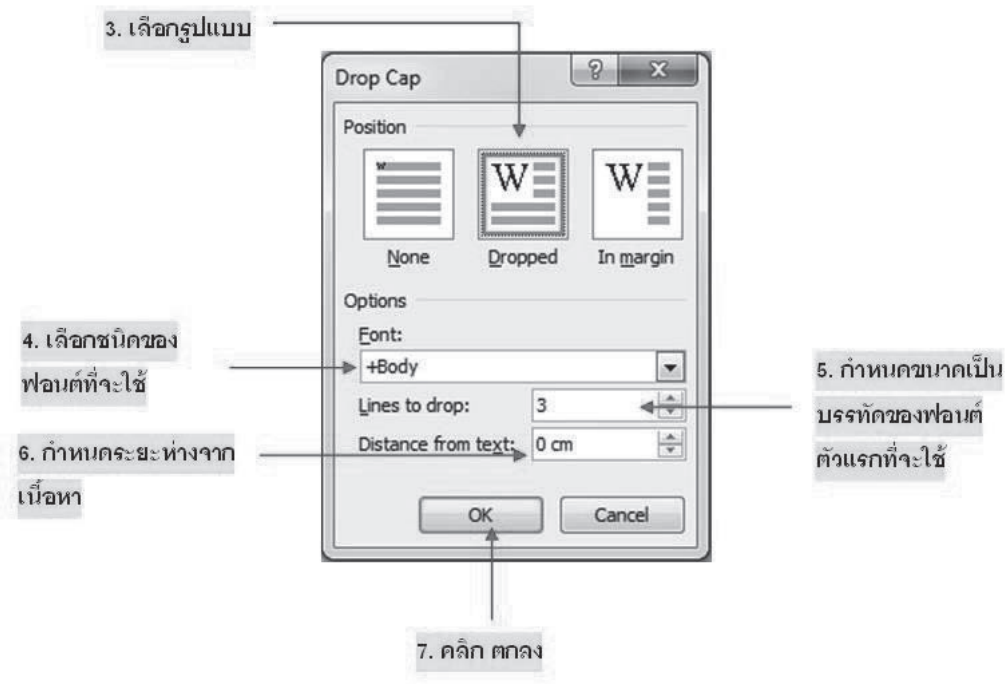 3. เลือกรูปแบบ
Drop Cap
Position
W
W
W
None
Dropped
In margin
Options
Font:
+Body
4. เลือกชนิดของ
ฟอนต์ที่จะใช้
Lines to drop:
3
5. กำหนดขนาดเป็น
บรรทัดของฟอนต์
ตัวแรกที่จะใช้
Distance from text:
0 cm
6. กำหนดระยะห่างจาก
เนื้อหา
OK
Cancel
7. คลิก ตกลง